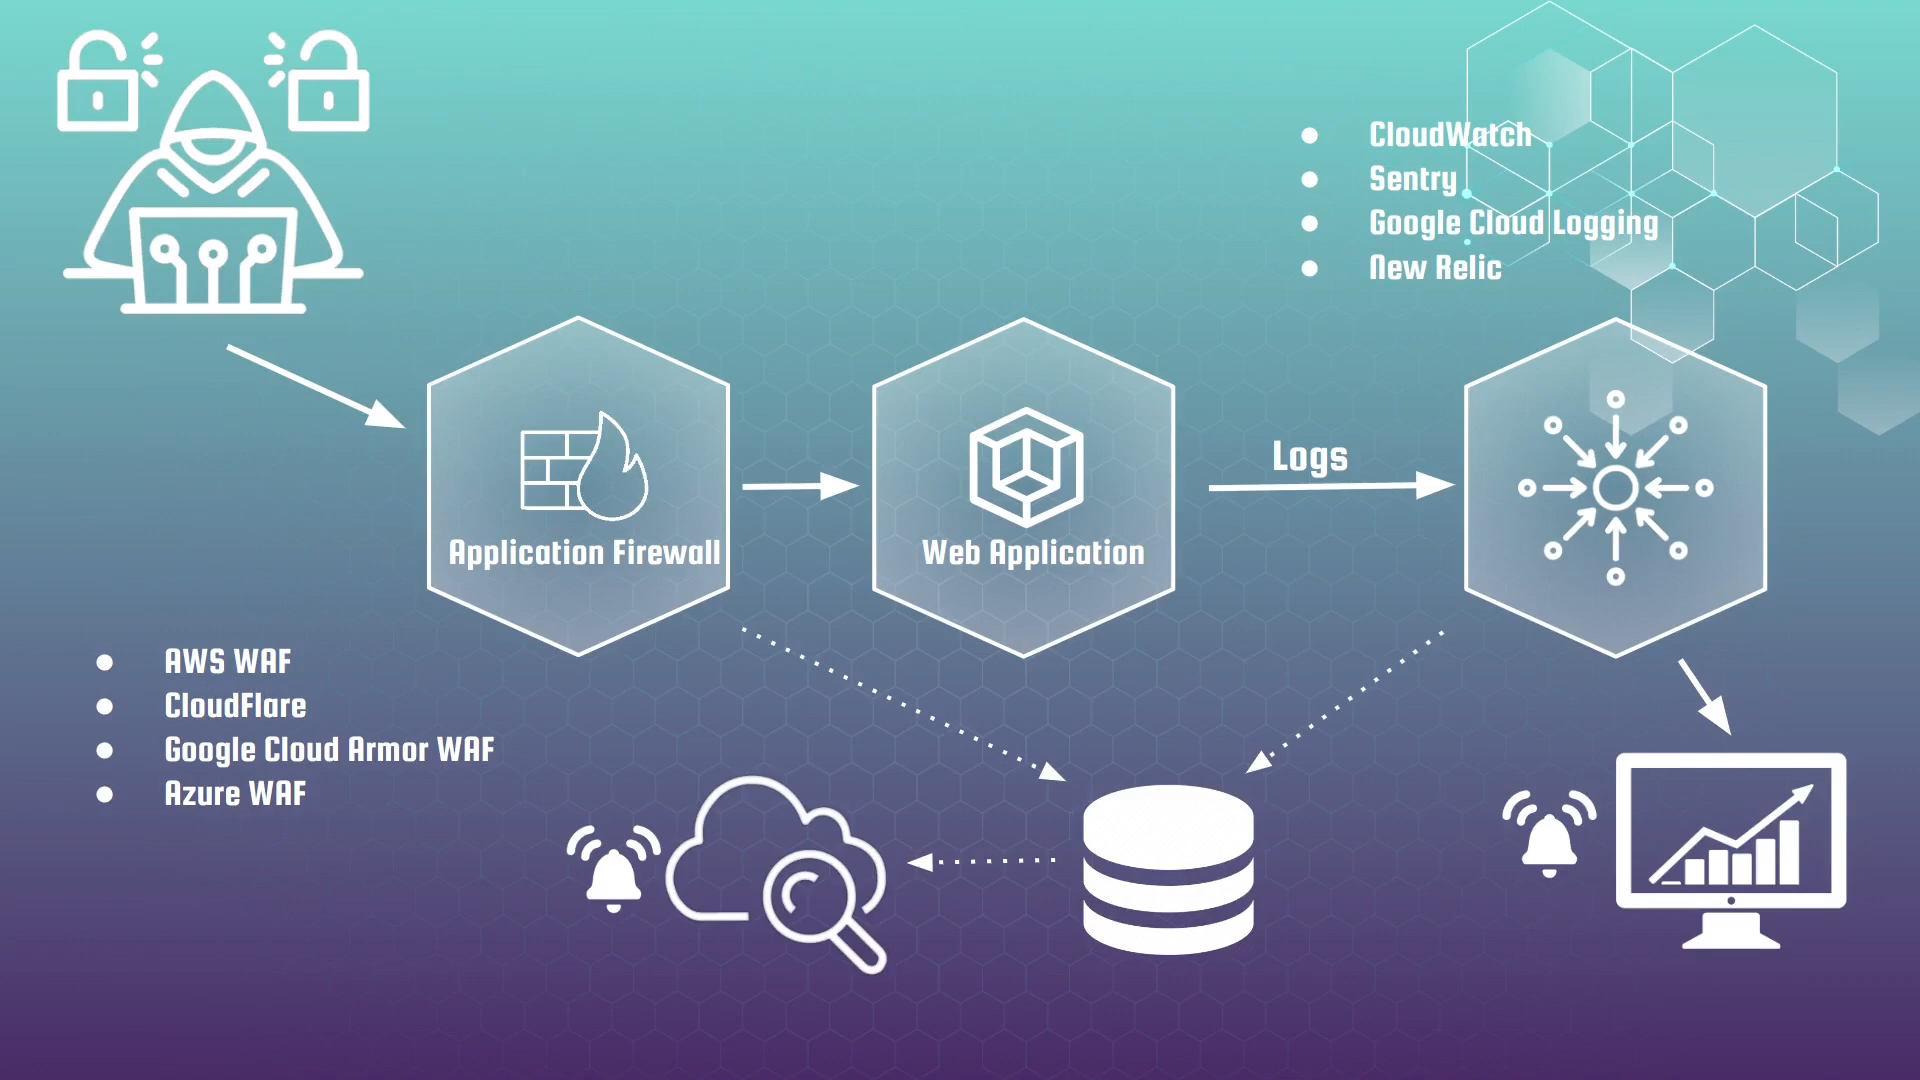 CloudWatch
Sentry
Google Cloud Logging
New Relic
Logs
Application Firewall
Web Application
AWS WAF
CloudFlare
Google Cloud Armor WAF
Azure WAF